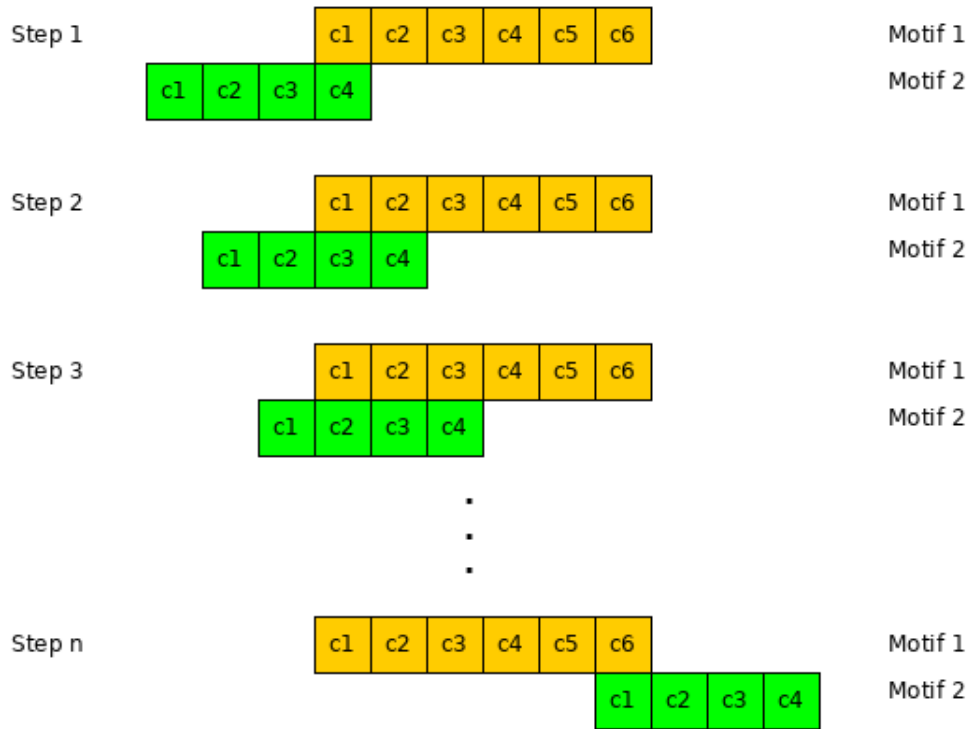 Step 1 c1 c2 c3 c4 c5 c6 Motif 1
c1 c2 c3 c4 Motif 2
Step 2 c1 c2 c3 c4 c5 c6 Motif 1
c1 c2 c3 c4 Motif 2
Step 3 c1 c2 c3 c4 c5 c6 Motif 1
c1 c2 c3 c4 Motif 2
.
.
.
Step n c1 c2 c3 c4 c5 c6 Motif 1
c1 c2 c3 c4 Motif 2